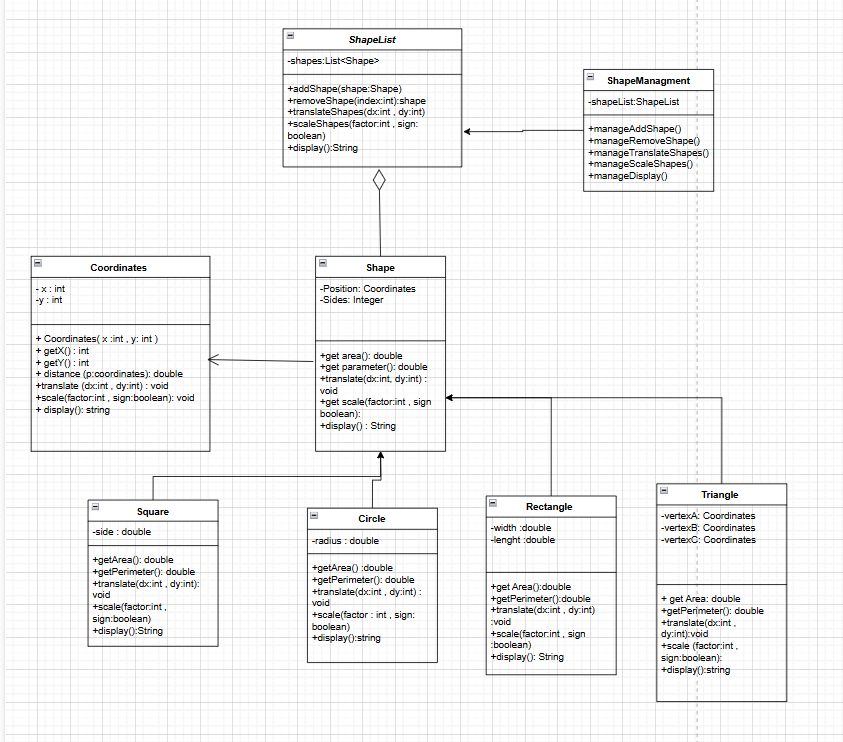 ShapeList
-shapes:List<Shape>
+addShape(shape:Shape)
+removeShape(index:int):shape
+translateShapes(dx:int , dy:int)
+scaleShapes(factor:int , sign:
boolean)
+display():String
ShapeManagment
-shapeList:ShapeList
+manageAddShape()
+manageRemoveShape()
+manageTranslateShapes()
+manageScaleShapes()
+manageDisplay()
Coordinates
- x : int
-y : int
+ Coordinates( x :int , y: int )
+ getX() : int
+ getY() : int
+ distance (p:coordinates): double
+translate (dx:int , dy:int) : void
+scale(factor:int , sign:boolean): void
+ display(): string
Shape
-Position: Coordinates
-Sides: Integer
+get area(): double
+get parameter(): double
+translate(dx:int, dy:int) :
void
+get scale(factor:int , sign
boolean):
+display() : String
Square
-side : double
+getArea(): double
+getPerimeter(): double
+translate(dx:int , dy:int):
void
+scale(factor:int ,
sign:boolean)
+display():String
Circle
-radius : double
+getArea() :double
+getPerimeter(): double
+translate(dx:int , dy:int) :
void
+scale(factor : int , sign:
boolean)
+display():string
Rectangle
-width :double
-lenght :double
+get Area():double
+getPerimeter():double
+translate(dx:int , dy:int)
:void
+scale(factor:int , sign
:boolean)
+display(): String
Triangle
-vertexA: Coordinates
-vertexB: Coordinates
-vertexC: Coordinates
+ get Area: double
+getPerimeter(): double
+translate(dx:int ,
dy:int):void
+scale (factor:int ,
sign:boolean):
+display():string